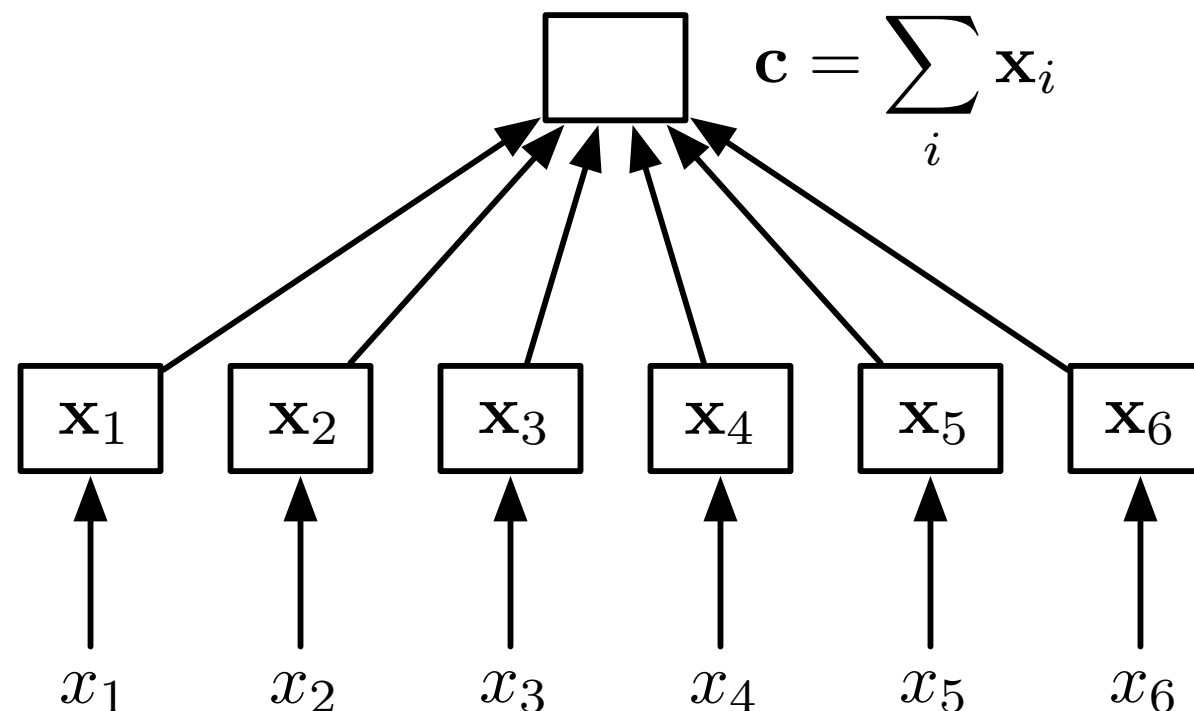 c = ∑ᵢ xᵢ
x₁ x₂ x₃ x₄ x₅ x₆
x₁ x₂ x₃ x₄ x₅ x₆